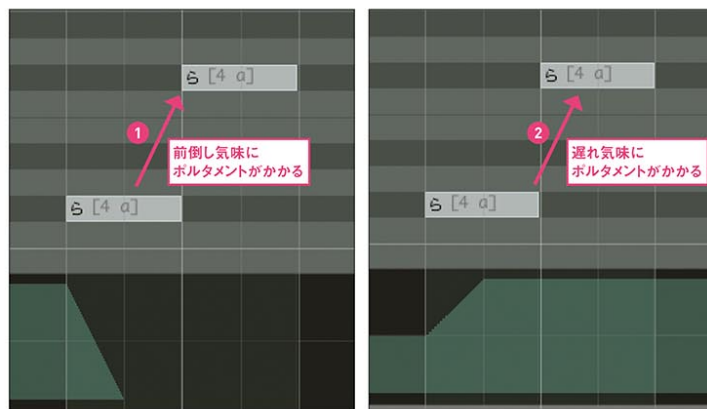 ら [4 a]
1
前倒し気味に
ポルタメントがかかる
ら [4 a]
ら [4 a]
2
遅れ気味に
ポルタメントがかかる
ら [4 a]